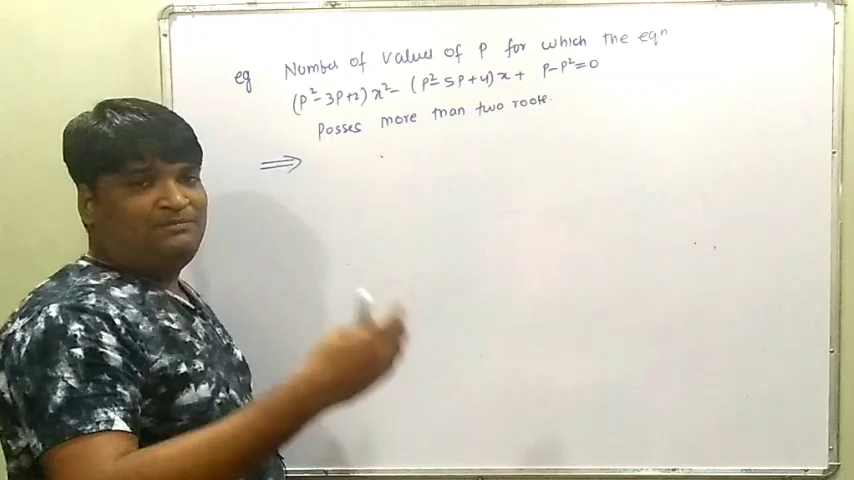 eg Number of values of P for which the eqn
(P²-3P+2)x²-(P²-5P+4)x+ P-P²=0
Posses more than two roots.
⇒